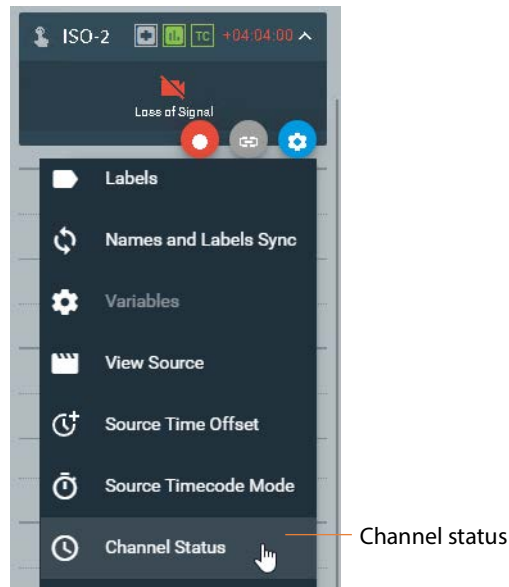 ISO-2 TC +04:04:00
Loss of Signal
Labels
Names and Labels Sync
Variables
View Source
Source Time Offset
Source Timecode Mode
Channel Status
Channel status